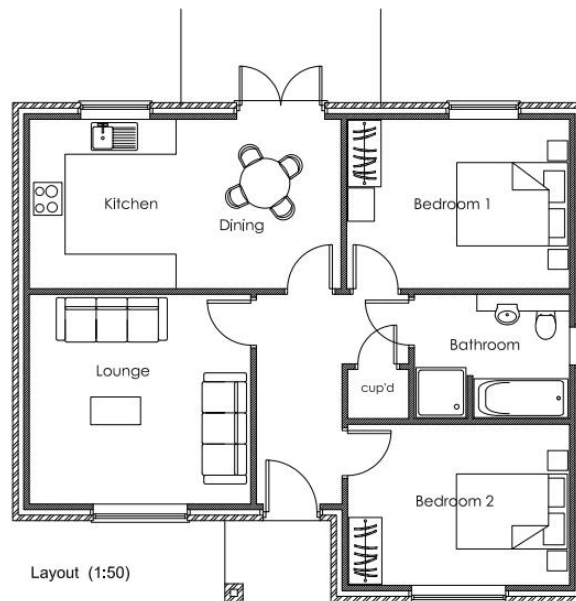 Kitchen
Dining
Bedroom 1
Lounge
Bathroom
cup'd
Bedroom 2
Layout (1:50)